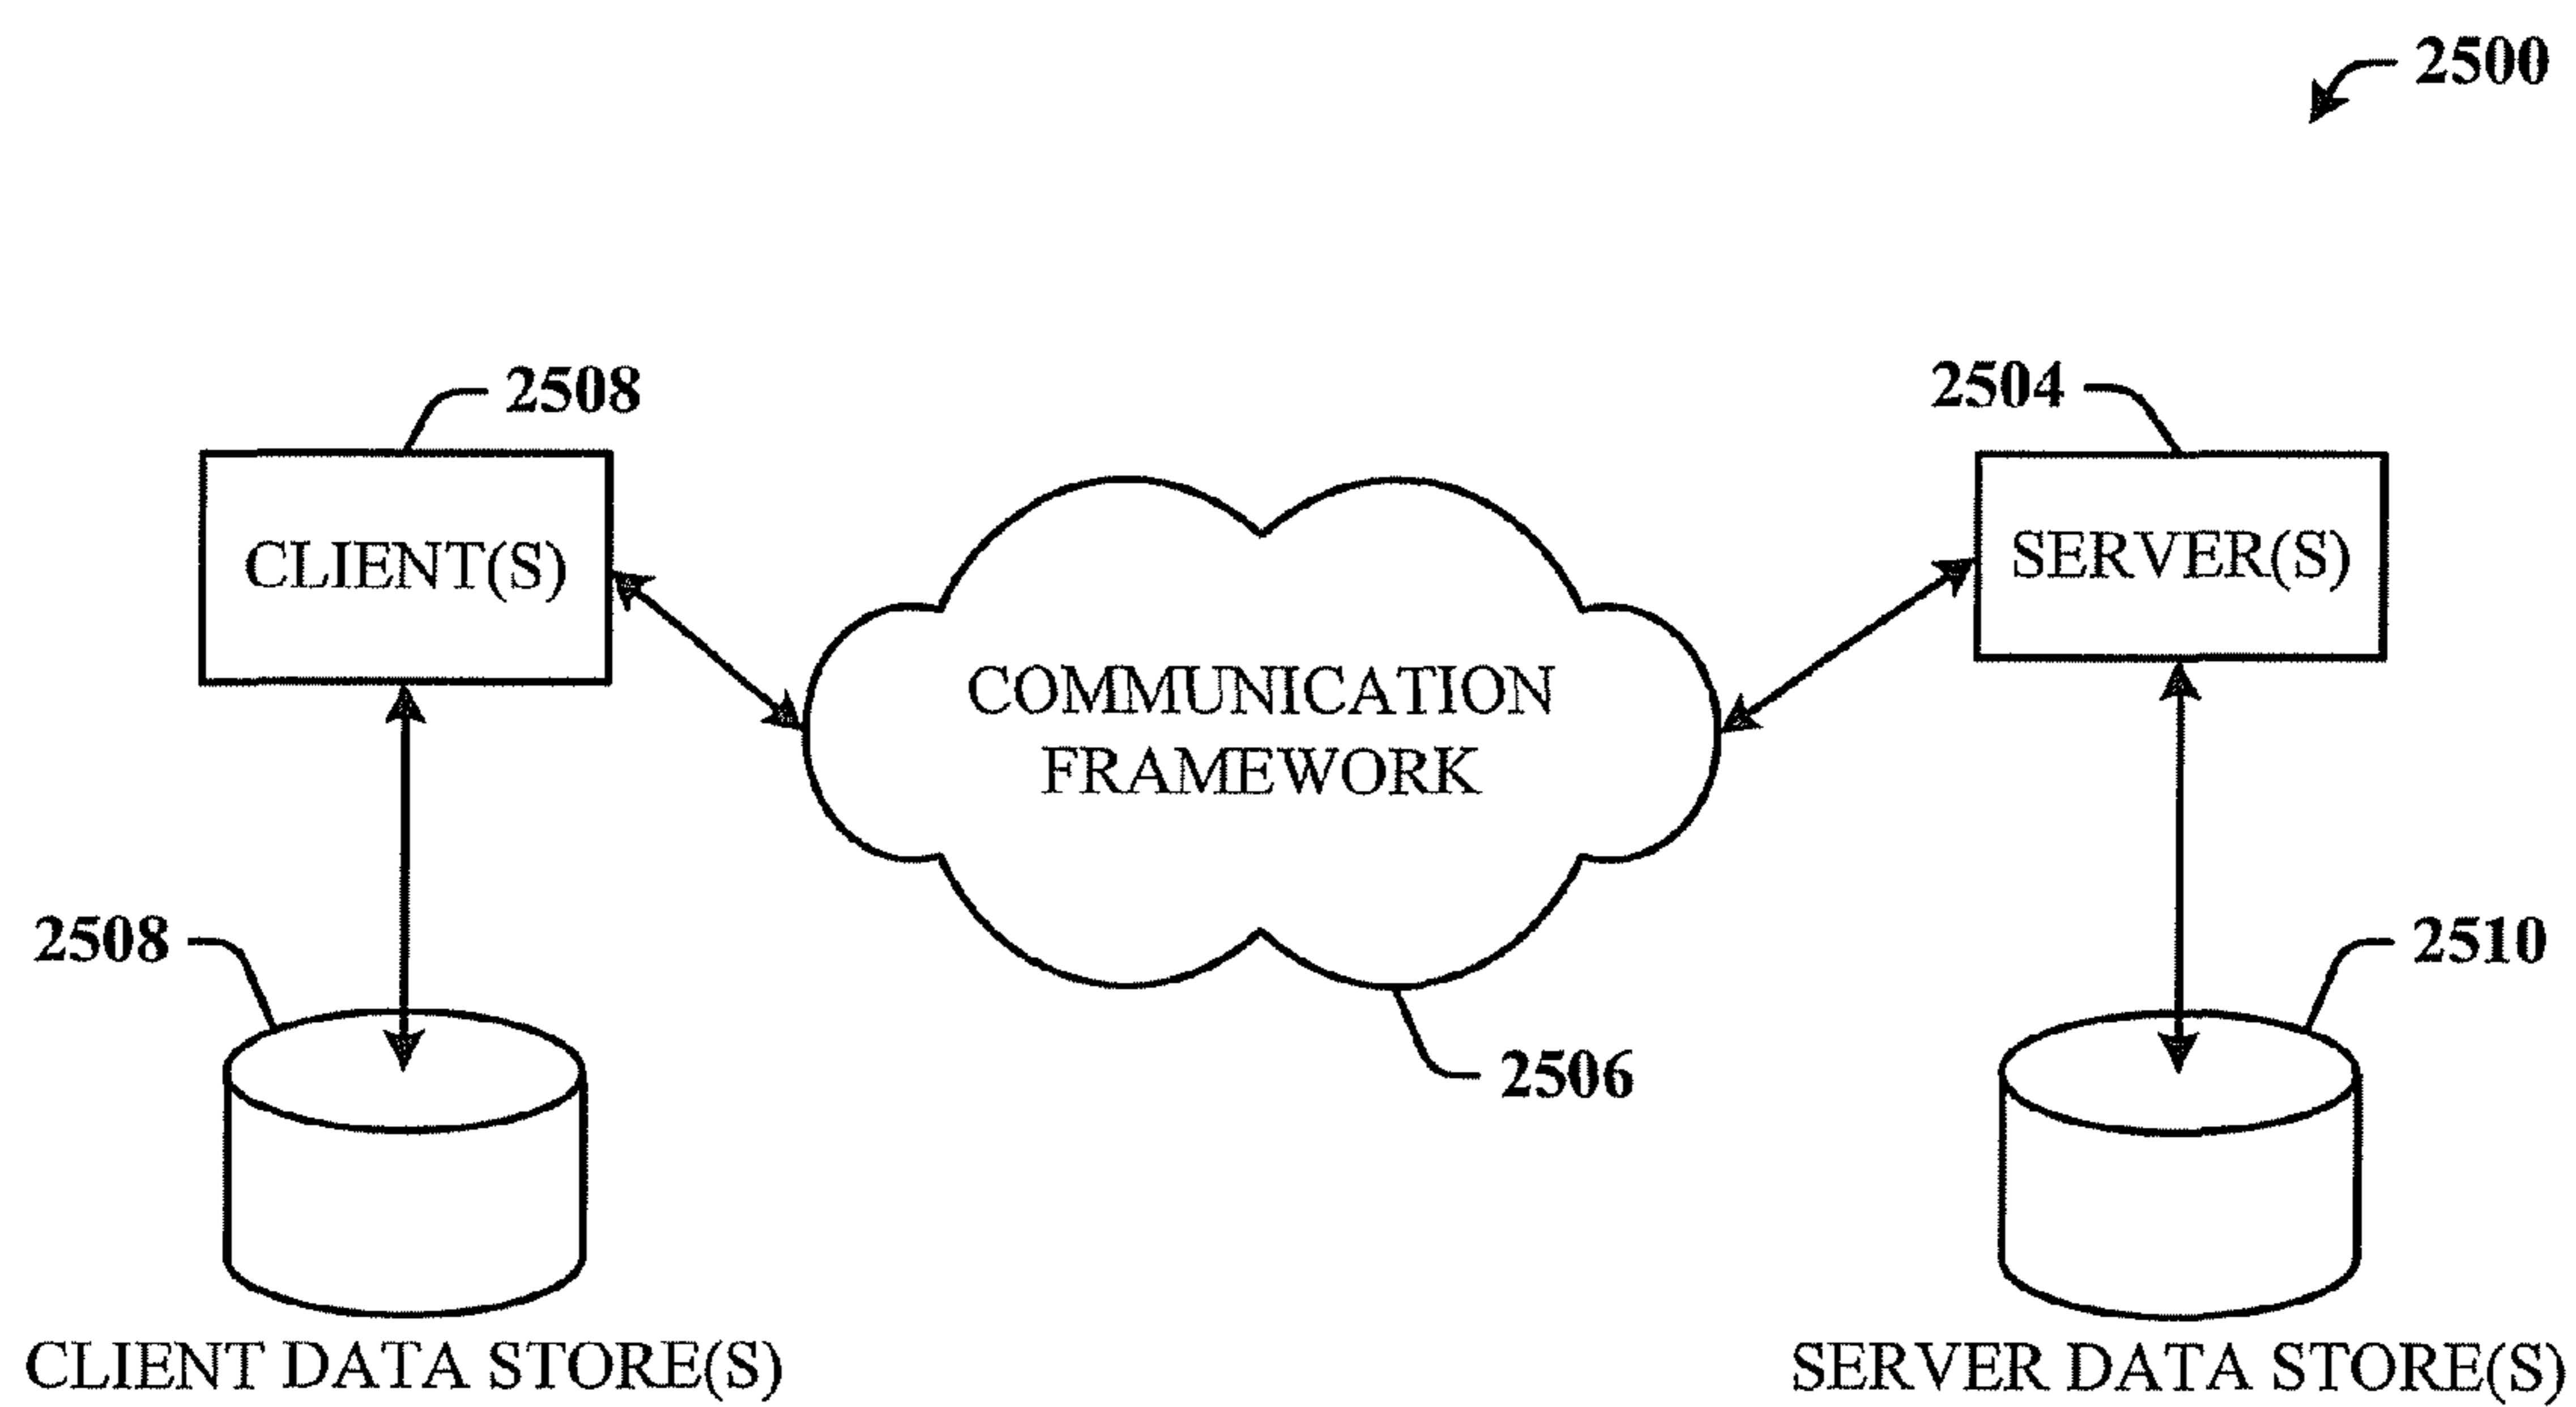 2500
2508
2504
CLIENT(S)
SERVER(S)
COMMUNICATION
FRAMEWORK
2508
2510
2506
CLIENT DATA STORE(S)
SERVER DATA STORE(S)